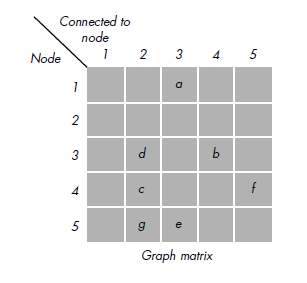 Connected to
node
Node 1 2 3 4 5
1 a
2
3 d b
4 c f
5 g e
Graph matrix